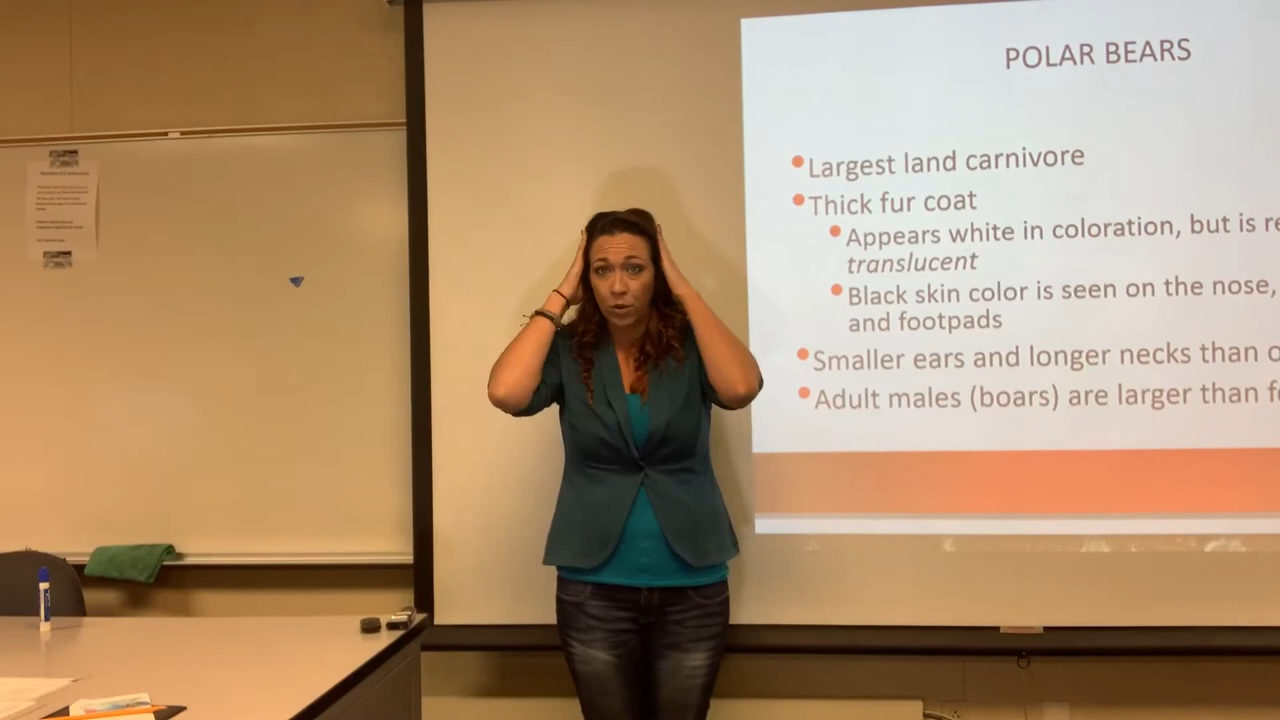 POLAR BEARS
Largest land carnivore
Thick fur coat
Appears white in coloration, but is re
translucent
Black skin color is seen on the nose,
and footpads
Smaller ears and longer necks than o
Adult males (boars) are larger than fe